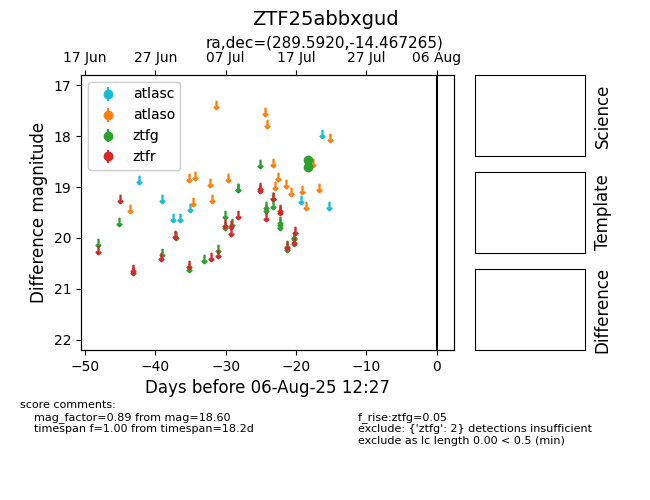 ZTF25abbxgud
ra,dec=(289.5920,-14.467265)
17 Jun 27 Jun 07 Jul 17 Jul 27 Jul 06 Aug
17
18
19
20
21
22
Difference magnitude
atlasc
atlaso
ztfg
ztfr
−50 −40 −30 −20 −10 0
Days before 06-Aug-25 12:27
Science
Template
Difference
score comments:
mag_factor=0.89 from mag=18.60
timespan f=1.00 from timespan=18.2d
f_rise:ztfg=0.05
exclude: {'ztfg': 2} detections insufficient
exclude as lc length 0.00 < 0.5 (min)